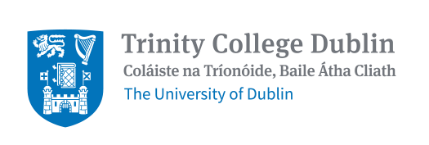 Trinity College Dublin
Coláiste na Tríonóide, Baile Átha Cliath
The University of Dublin